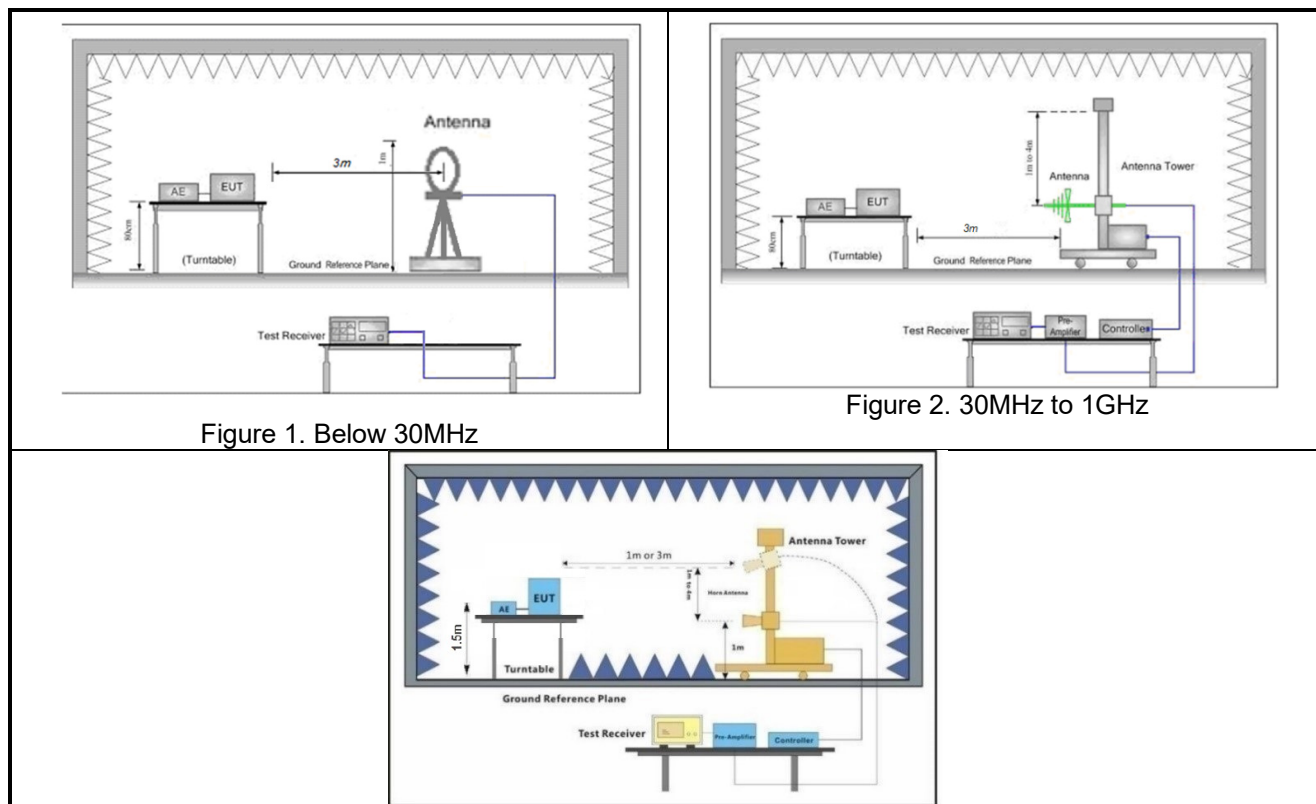 Antenna
3m
1m
AE
EUT
80cm
(Turntable)
Ground Reference Plane
Test Receiver
Figure 1. Below 30MHz
1m to 4m
Antenna
Antenna Tower
AE
EUT
3m
80cm
(Turntable)
Ground Reference Plane
Test Receiver
Pre-
Amplifier
Controller
Figure 2. 30MHz to 1GHz
Antenna Tower
1m or 3m
1m to 4m
Horn Antenna
EUT
AE
1.5m
1m
Turntable
Ground Reference Plane
Test Receiver
Pre-Amplifier
Controller